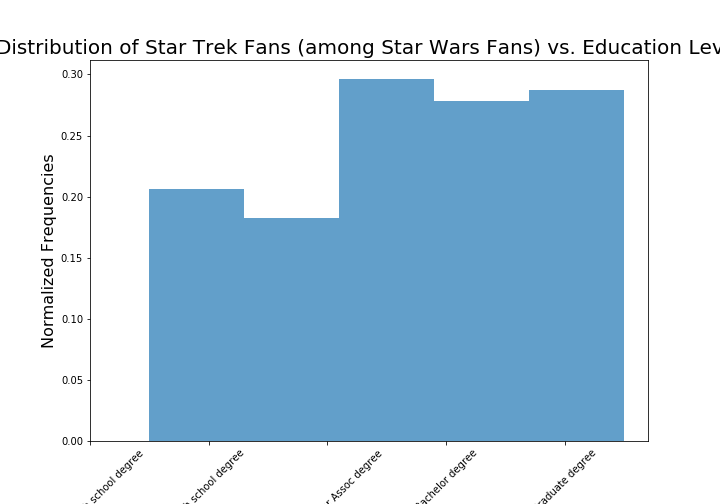 Distribution of Star Trek Fans (among Star Wars Fans) vs. Education Lev
Normalized Frequencies
0.30
0.25
0.20
0.15
0.10
0.05
0.00
school degree
school degree
Assoc degree
Bachelor degree
raduate degree